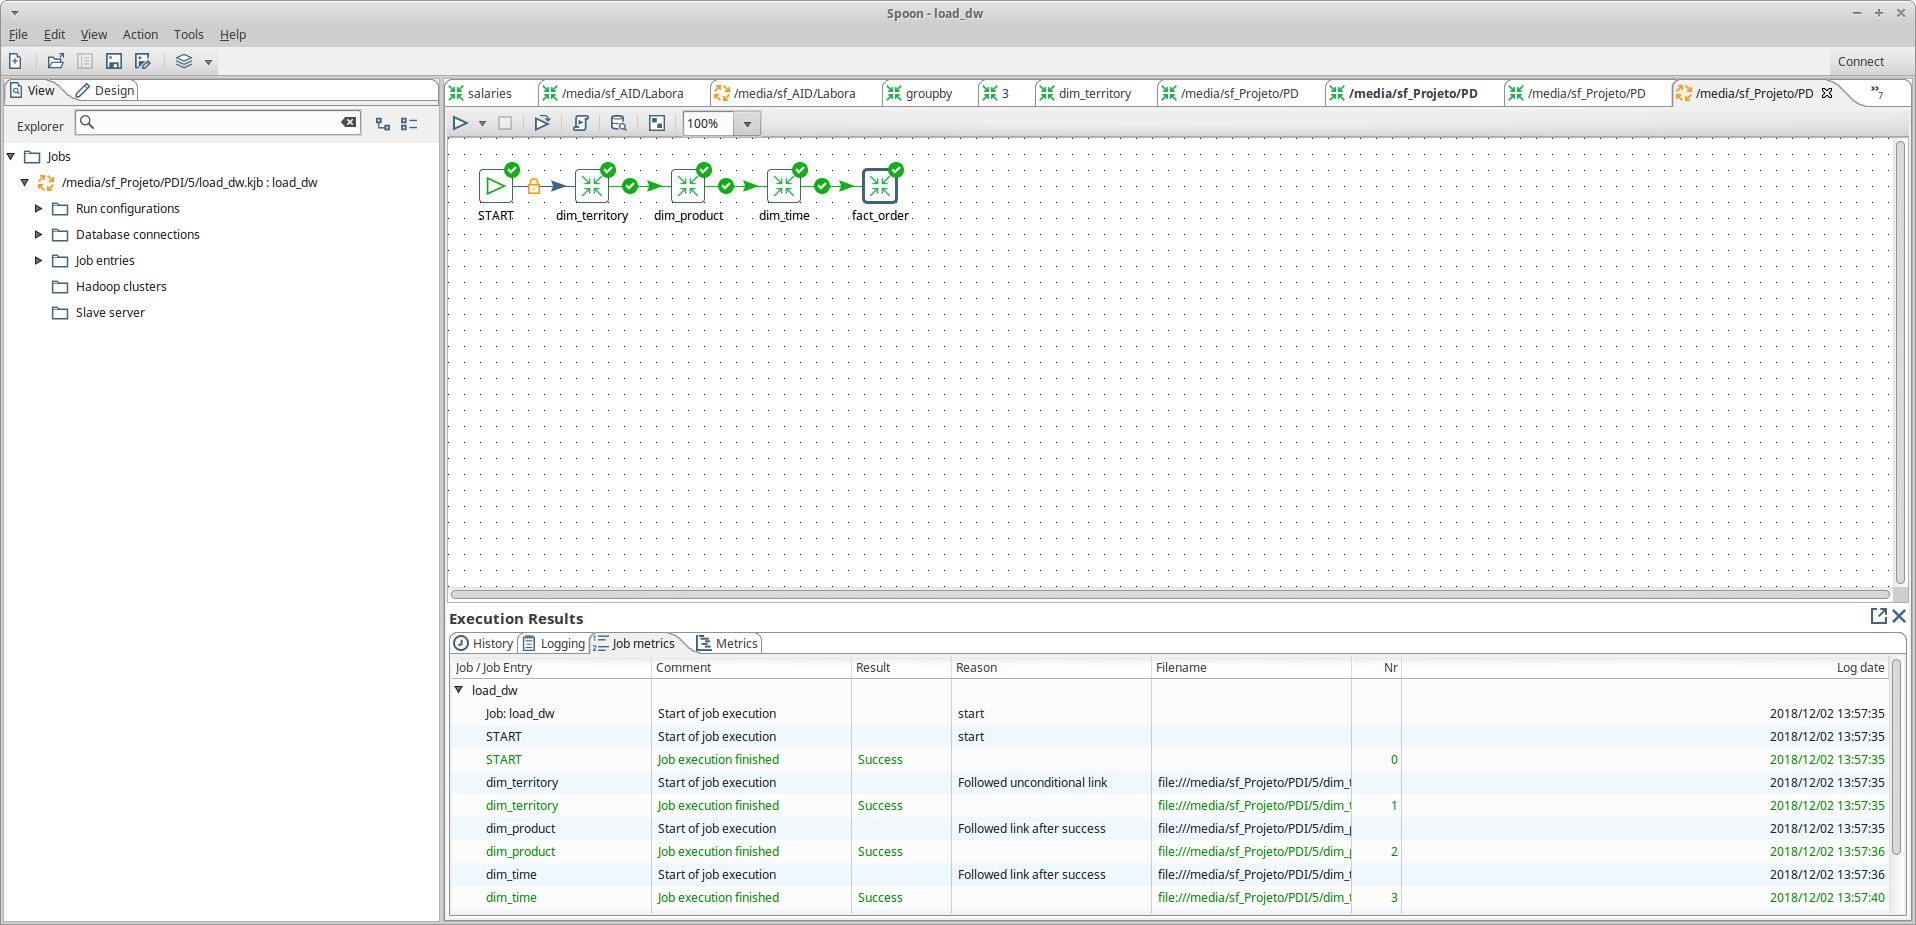 Spoon - load_dw
File Edit View Action Tools Help
Connect
View Design
Explorer
Jobs
/media/sf_Projeto/PDI/5/load_dw.kjb : load_dw
Run configurations
Database connections
Job entries
Hadoop clusters
Slave server
salaries /media/sf_AID/Labora /media/sf_AID/Labora groupby 3 dim_territory /media/sf_Projeto/PD /media/sf_Projeto/PD /media/sf_Projeto/PD /media/sf_Projeto/PD »7
100%
START dim_territory dim_product dim_time fact_order
Execution Results
History Logging Job metrics Metrics
Job / Job Entry Comment Result Reason Filename Nr Log date
load_dw
Job: load_dw Start of job execution start 2018/12/02 13:57:35
START Start of job execution start 2018/12/02 13:57:35
START Job execution finished Success 0 2018/12/02 13:57:35
dim_territory Start of job execution Followed unconditional link file:///media/sf_Projeto/PDI/5/dim_t 2018/12/02 13:57:35
dim_territory Job execution finished Success file:///media/sf_Projeto/PDI/5/dim_t 1 2018/12/02 13:57:35
dim_product Start of job execution Followed link after success file:///media/sf_Projeto/PDI/5/dim_p 2018/12/02 13:57:35
dim_product Job execution finished Success file:///media/sf_Projeto/PDI/5/dim_p 2 2018/12/02 13:57:36
dim_time Start of job execution Followed link after success file:///media/sf_Projeto/PDI/5/dim_t 2018/12/02 13:57:36
dim_time Job execution finished Success file:///media/sf_Projeto/PDI/5/dim_t 3 2018/12/02 13:57:40